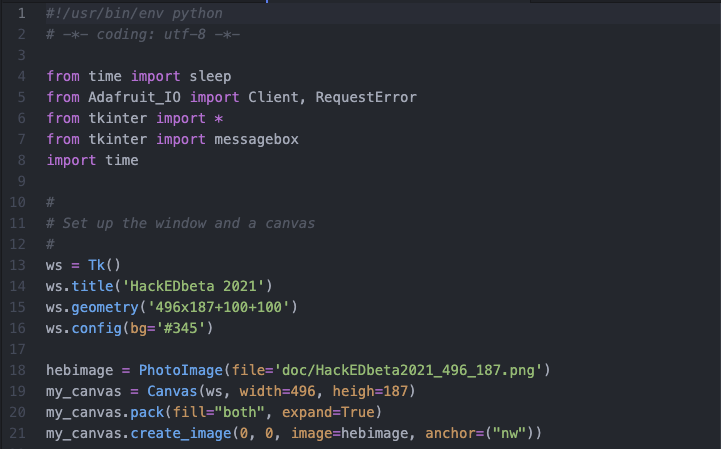 1 #!/usr/bin/env python
2 # -*- coding: utf-8 -*-
3
4 from time import sleep
5 from Adafruit_IO import Client, RequestError
6 from tkinter import *
7 from tkinter import messagebox
8 import time
9
10 #
11 # Set up the window and a canvas
12 #
13 ws = Tk()
14 ws.title('HackEDbeta 2021')
15 ws.geometry('496x187+100+100')
16 ws.config(bg='#345')
17
18 hebimage = PhotoImage(file='doc/HackEDbeta2021_496_187.png')
19 my_canvas = Canvas(ws, width=496, heigh=187)
20 my_canvas.pack(fill="both", expand=True)
21 my_canvas.create_image(0, 0, image=hebimage, anchor=("nw"))